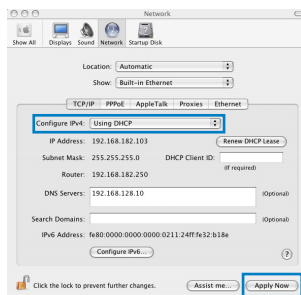 Network
Show All Displays Sound Network Startup Disk
Location: Automatic
Show: Built-in Ethernet
TCP/IP PPPoE AppleTalk Proxies Ethernet
Configure IPv4: Using DHCP
IP Address: 192.168.182.103 Renew DHCP Lease
Subnet Mask: 255.255.255.0 DHCP Client ID:
(If required)
Router: 192.168.182.250
DNS Servers: 192.168.128.10 (Optional)
Search Domains: (Optional)
IPv6 Address: fe80:0000:0000:0000:0211:24ff:fe32:b18e
Configure IPv6... ?
Click the lock to prevent further changes. Assist me... Apply Now